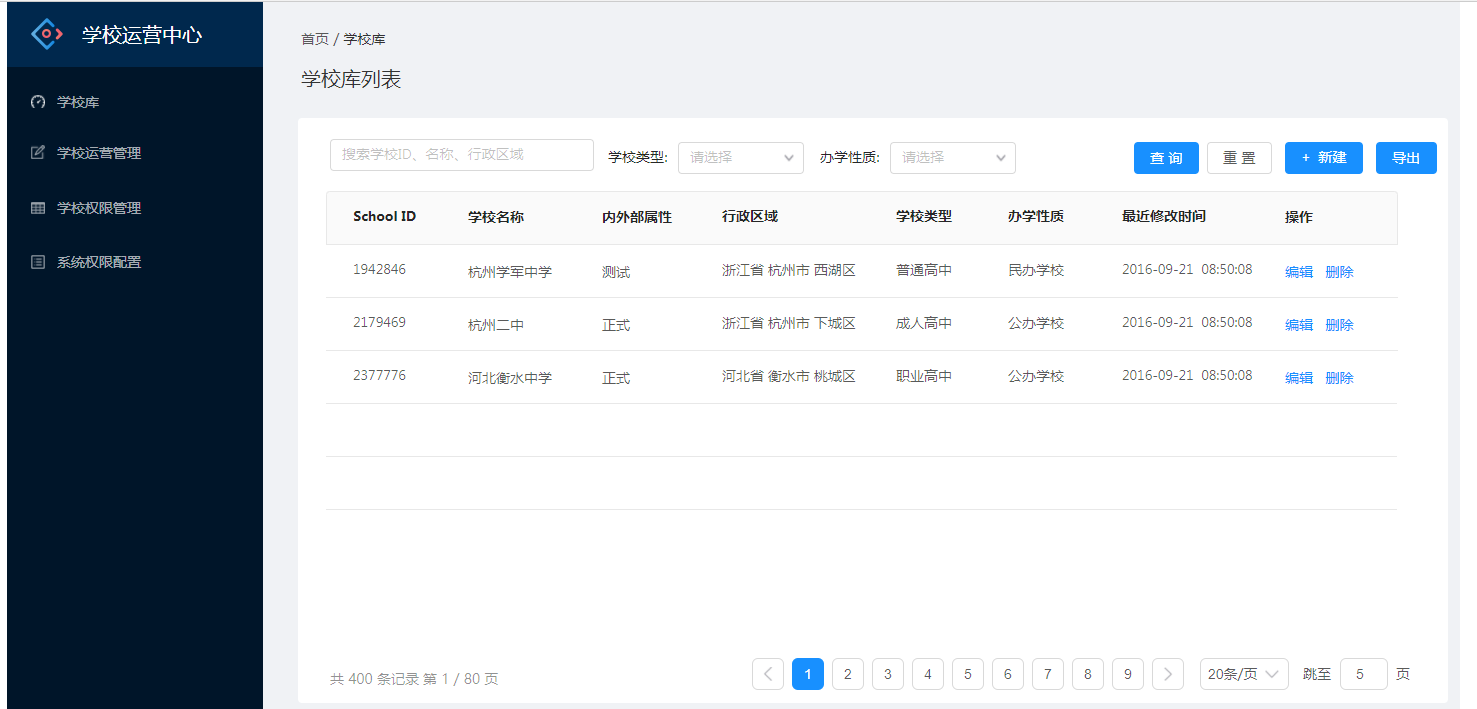 学校运营中心
学校库
学校运营管理
学校权限管理
系统权限配置
首页 / 学校库
学校库列表
搜索学校ID、名称、行政区域 学校类型: 请选择 办学性质: 请选择 查 询 重 置 + 新建 导出
School ID 学校名称 内外部属性 行政区域 学校类型 办学性质 最近修改时间 操作
1942846 杭州学军中学 测试 浙江省 杭州市 西湖区 普通高中 民办学校 2016-09-21 08:50:08 编辑 删除
2179469 杭州二中 正式 浙江省 杭州市 下城区 成人高中 公办学校 2016-09-21 08:50:08 编辑 删除
2377776 河北衡水中学 正式 河北省 衡水市 桃城区 职业高中 公办学校 2016-09-21 08:50:08 编辑 删除
共 400 条记录 第 1 / 80 页 1 2 3 4 5 6 7 8 9 20条/页 跳至 5 页